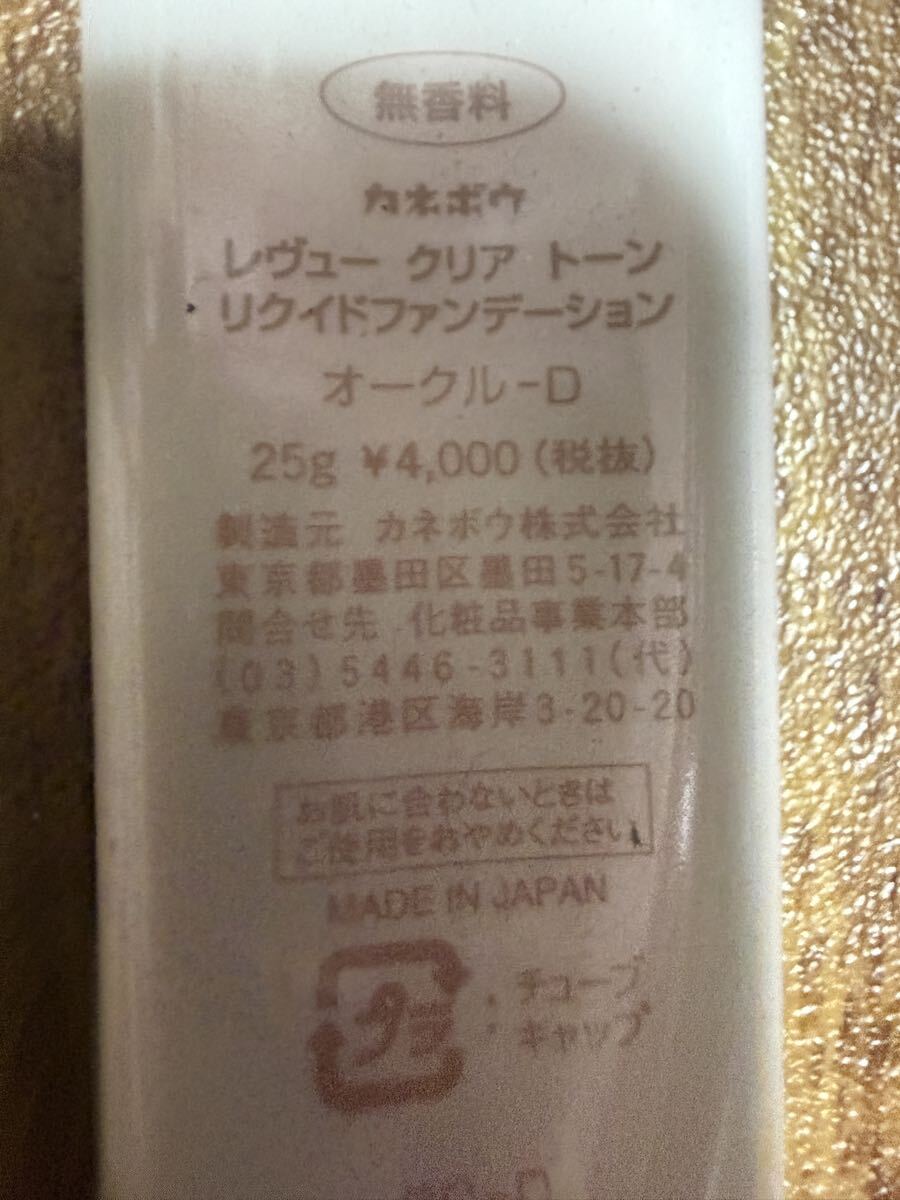 無香料
カネボウ
レヴュー クリア トーン
リクイドファンデーション
オークル-D
25g ¥4,000(税抜)
製造元 カネボウ株式会社
東京都墨田区墨田5-17-4
問合せ先 化粧品事業本部
(03)5446-3111(代)
東京都港区海岸3-20-20
お肌に合わないときは
ご使用をおやめください
MADE IN JAPAN
プラ
:チューブ
:キャップ